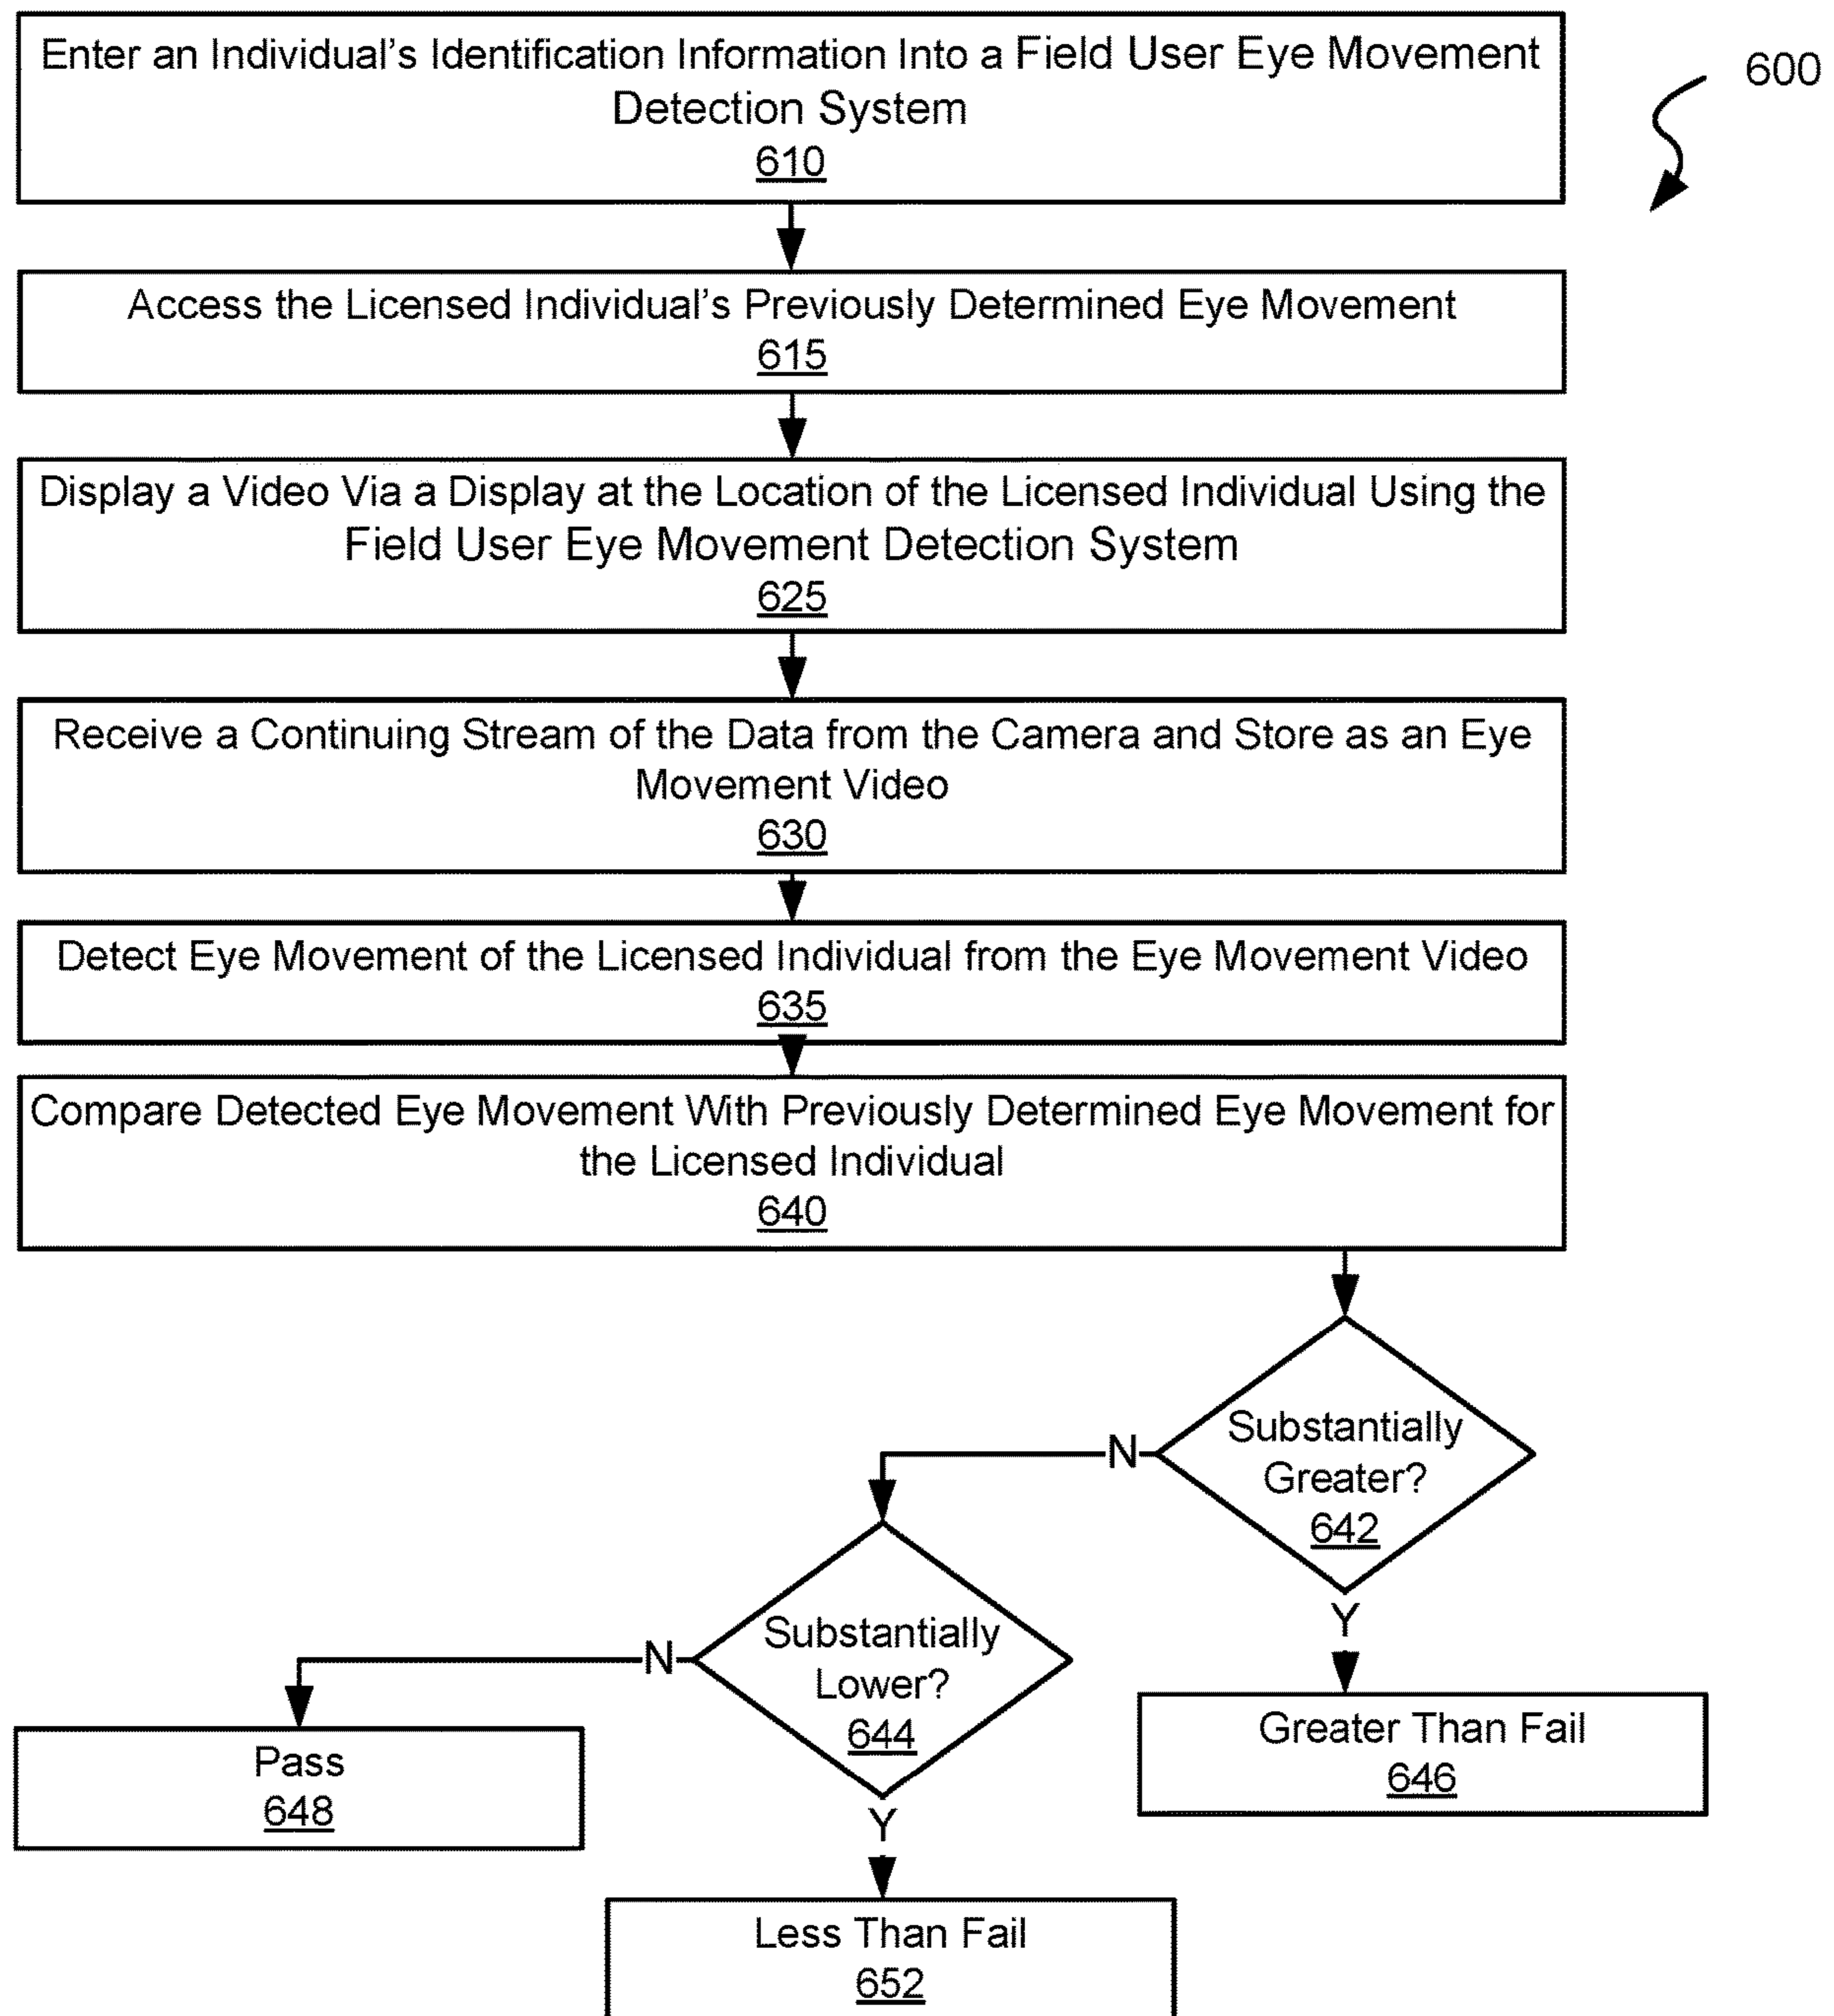 Enter an Individual's Identification Information Into a Field User Eye Movement
Detection System
610
600
Access the Licensed Individual's Previously Determined Eye Movement
615
Display a Video Via a Display at the Location of the Licensed Individual Using the
Field User Eye Movement Detection System
625
Receive a Continuing Stream of the Data from the Camera and Store as an Eye
Movement Video
630
Detect Eye Movement of the Licensed Individual from the Eye Movement Video
635
Compare Detected Eye Movement With Previously Determined Eye Movement for
the Licensed Individual
640
Substantially
Greater?
642
N
Y
Substantially
Lower?
644
N
Y
Greater Than Fail
646
Pass
648
Less Than Fail
652